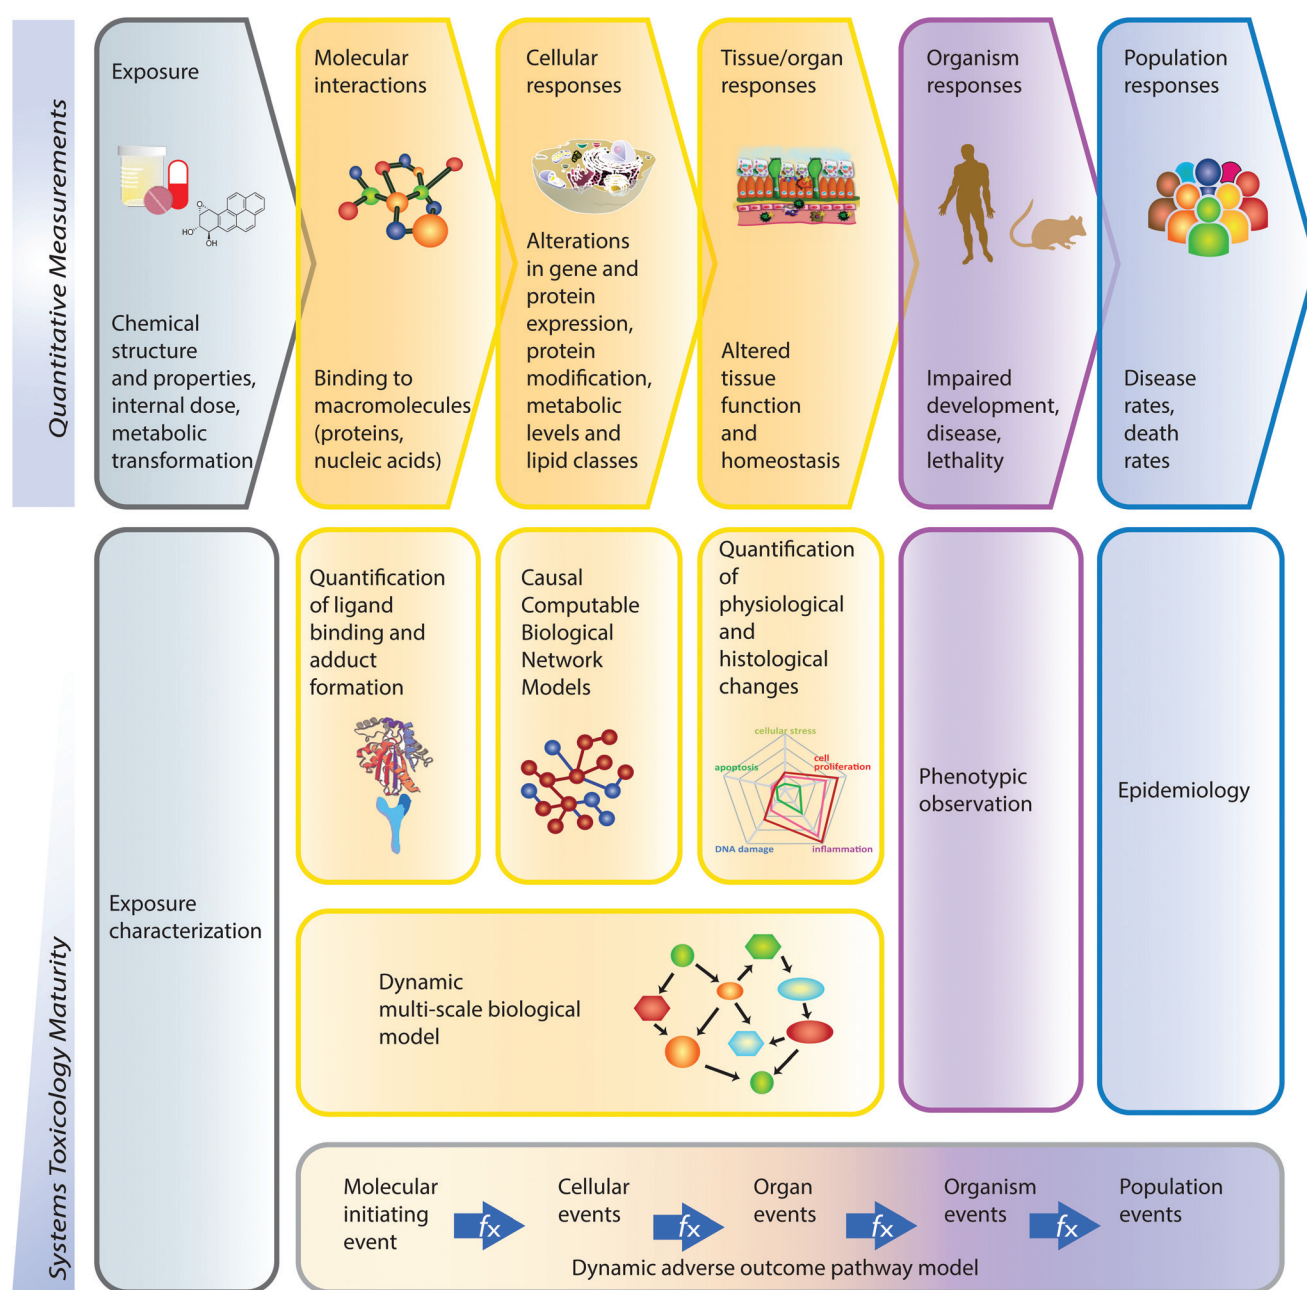 Quantitative Measurements
Exposure
Chemical
structure
and properties,
internal dose,
metabolic
transformation
HO
OH
O
Molecular
interactions
Binding to
macromolecules
(proteins,
nucleic acids)
Cellular
responses
Alterations
in gene and
protein
expression,
protein
modification,
metabolic
levels and
lipid classes
Tissue/organ
responses
Altered
tissue
function
and
homeostasis
Organism
responses
Impaired
development,
disease,
lethality
Population
responses
Disease
rates,
death
rates
Systems Toxicology Maturity
Exposure
characterization
Quantification
of ligand
binding and
adduct
formation
Causal
Computable
Biological
Network
Models
Quantification
of
physiological
and
histological
changes
cellular stress
apoptosis
cell
proliferation
DNA damage
inflammation
Phenotypic
observation
Epidemiology
Dynamic
multi-scale biological
model
Molecular
initiating
event
fx
Cellular
events
fx
Organ
events
fx
Organism
events
fx
Population
events
Dynamic adverse outcome pathway model